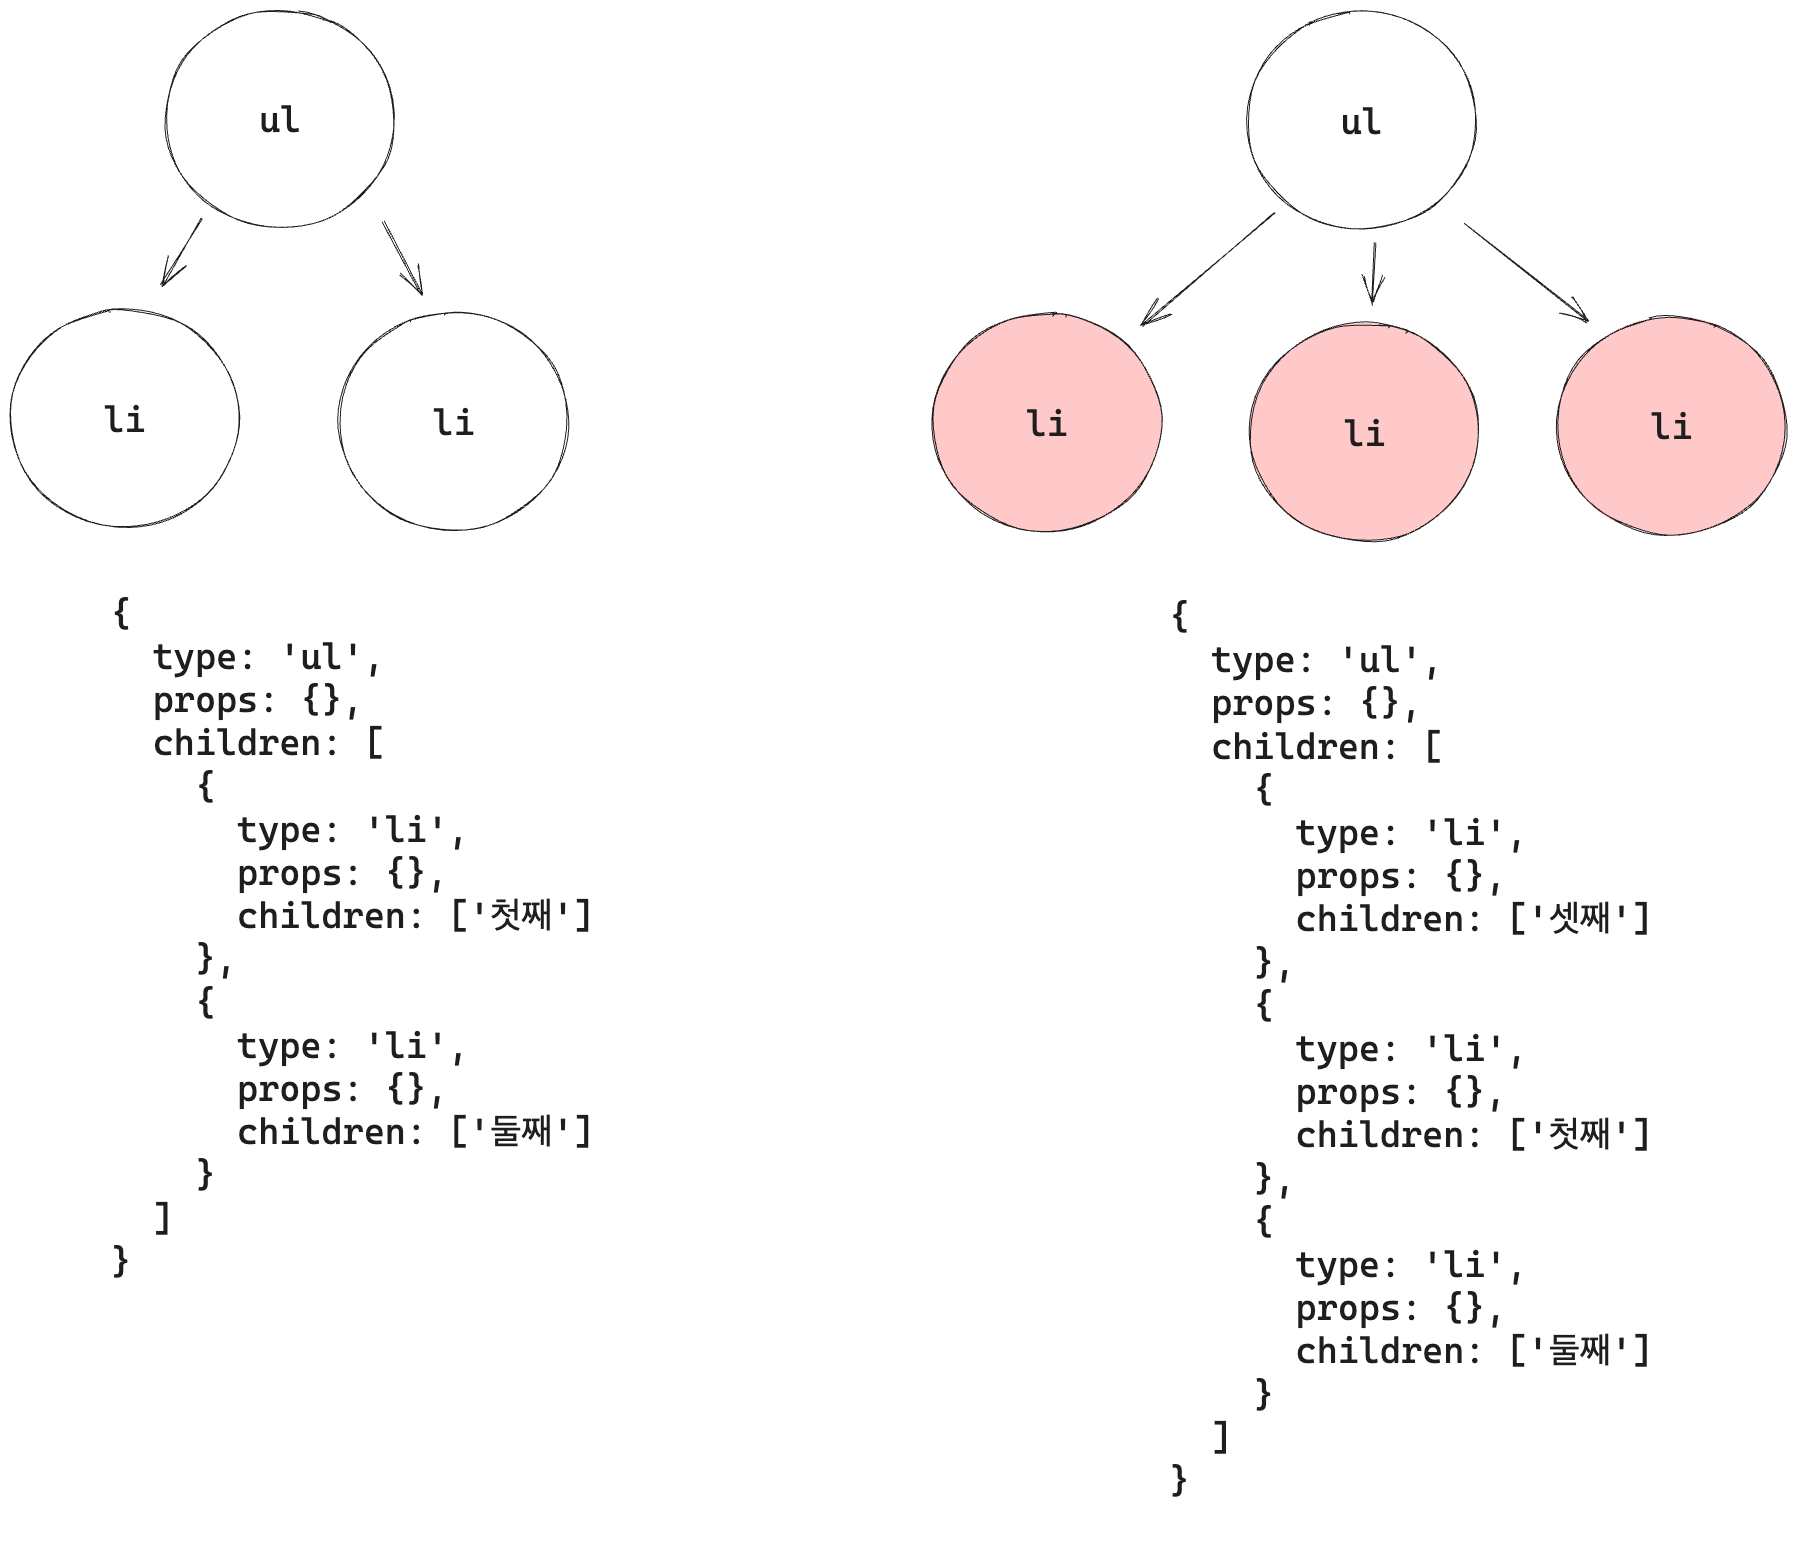 ul
li
li
{
type: 'ul',
props: {},
children: [
{
type: 'li',
props: {},
children: ['첫째']
},
{
type: 'li',
props: {},
children: ['둘째']
}
]
}
ul
li
li
li
{
type: 'ul',
props: {},
children: [
{
type: 'li',
props: {},
children: ['셋째']
},
{
type: 'li',
props: {},
children: ['첫째']
},
{
type: 'li',
props: {},
children: ['둘째']
}
]
}